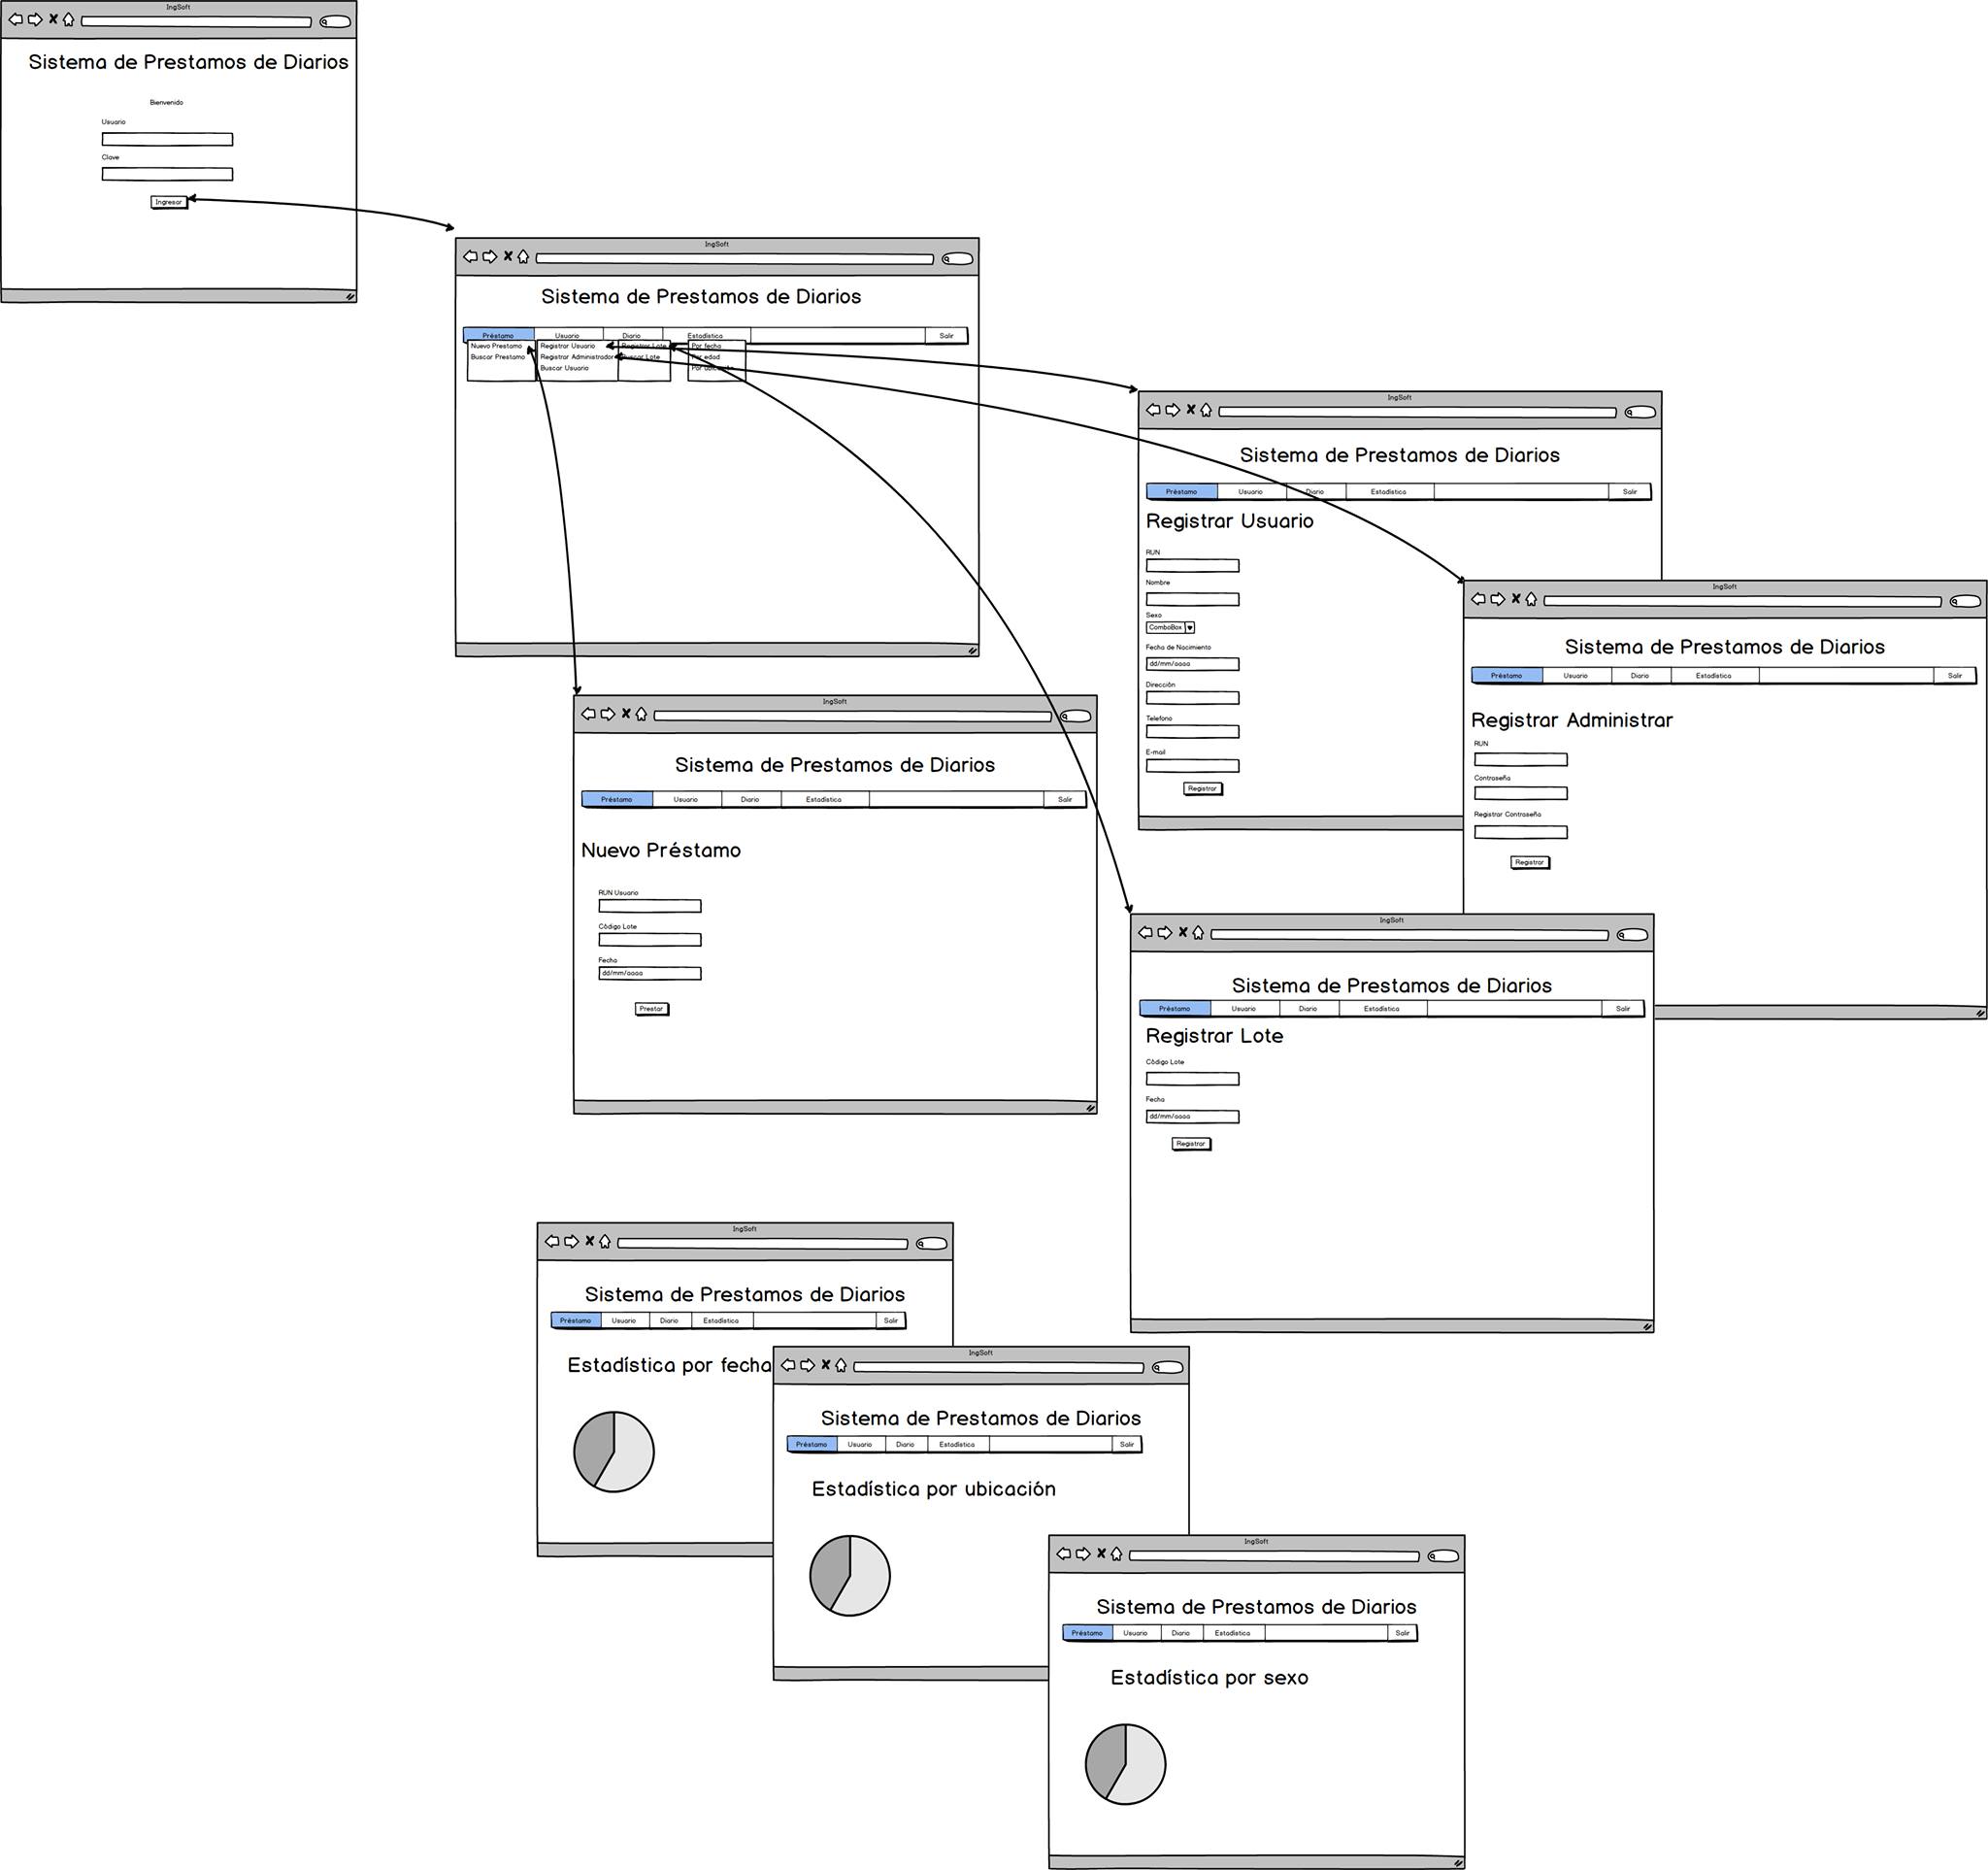 IngSoft
Sistema de Prestamos de Diarios
Bienvenido
Usuario
Clave
Ingresar
IngSoft
Sistema de Prestamos de Diarios
Préstamo Usuario Diario Estadística Salir
Nuevo Prestamo
Buscar Prestamo
Registrar Usuario
Registrar Administrador
Buscar Usuario
Registrar Lote
Buscar Lote
Por fecha
Por edad
Por ubicación
IngSoft
Sistema de Prestamos de Diarios
Préstamo Usuario Diario Estadística Salir
Registrar Usuario
RUN
Nombre
Sexo
ComboBox
Fecha de Nacimiento
dd/mm/aaaa
Dirección
Telefono
E-mail
Registrar
IngSoft
Sistema de Prestamos de Diarios
Préstamo Usuario Diario Estadística Salir
Registrar Administrar
RUN
Contraseña
Registrar Contraseña
Registrar
IngSoft
Sistema de Prestamos de Diarios
Préstamo Usuario Diario Estadística Salir
Nuevo Préstamo
RUN Usuario
Código Lote
Fecha
dd/mm/aaaa
Prestar
IngSoft
Sistema de Prestamos de Diarios
Préstamo Usuario Diario Estadística Salir
Registrar Lote
Código Lote
Fecha
dd/mm/aaaa
Registrar
IngSoft
Sistema de Prestamos de Diarios
Préstamo Usuario Diario Estadística Salir
Estadística por fecha
IngSoft
Sistema de Prestamos de Diarios
Préstamo Usuario Diario Estadística Salir
Estadística por ubicación
IngSoft
Sistema de Prestamos de Diarios
Préstamo Usuario Diario Estadística Salir
Estadística por sexo